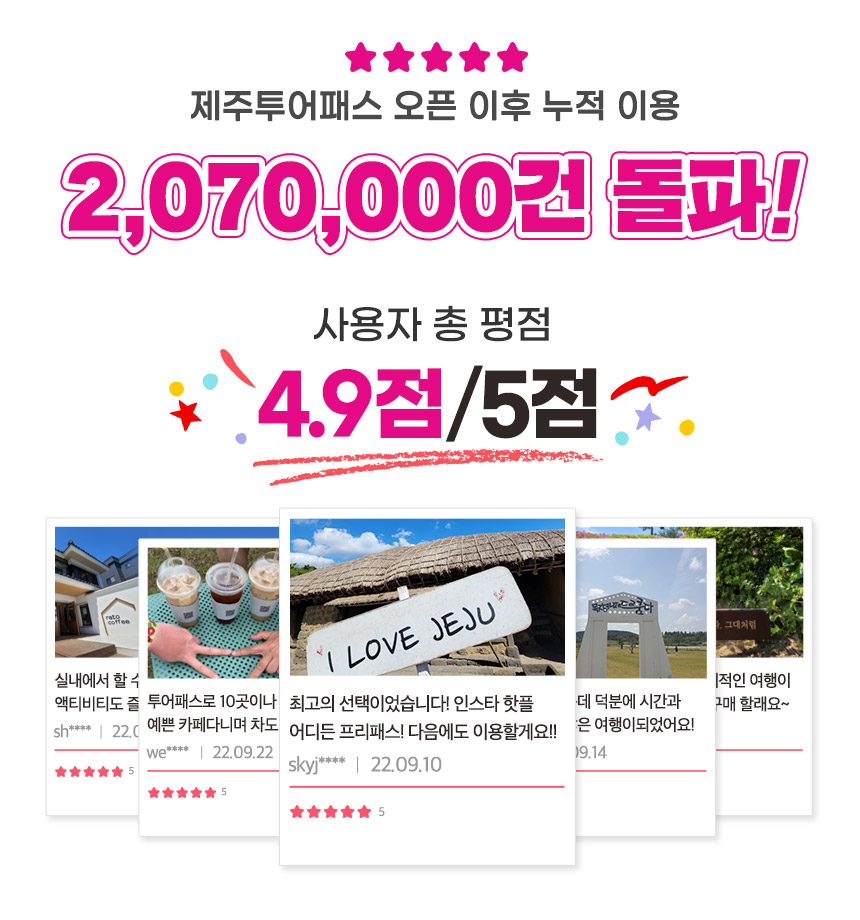 제주투어패스 오픈 이후 누적 이용
2,070,000건 돌파!
사용자 총 평점
4.9점/5점
rato
coffee
실내에서 할 수
액티비티도 즐
sh**** | 22.0
5
투어패스로 10곳이나
예쁜 카페다니며 차도
we**** | 22.09.22
5
I LOVE JEJU
최고의 선택이었습니다! 인스타 핫플
어디든 프리패스! 다음에도 이용할게요!!
skyj**** | 22.09.10
5
데 덕분에 시간과
은 여행이되었어요!
09.14
그대처럼
적인 여행이
구매 할래요~